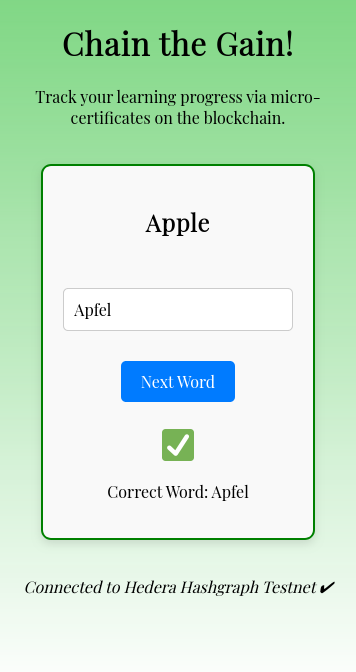 Chain the Gain!
Track your learning progress via micro-
certificates on the blockchain.
Apple
Apfel
Next Word
✅
Correct Word: Apfel
Connected to Hedera Hashgraph Testnet ✔